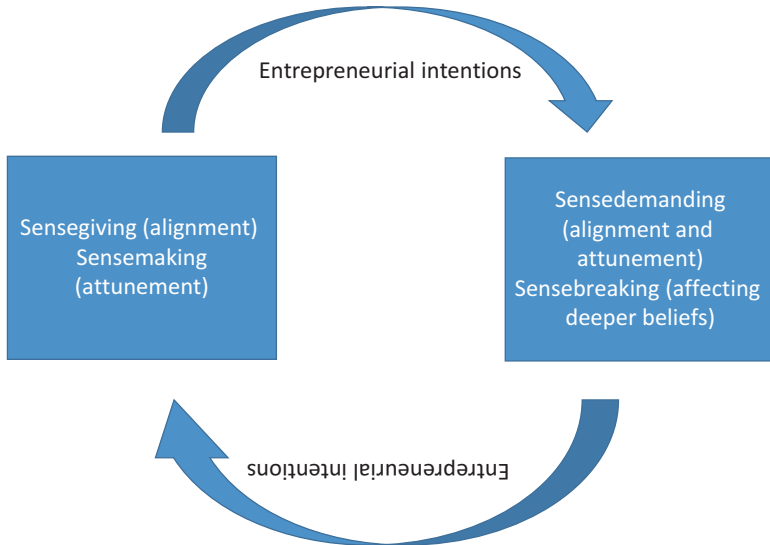 Entrepreneurial intentions
Sensegiving (alignment)
Sensemaking
(attunement)
Sensedemanding
(alignment and
attunement)
Sensebreaking (affecting
deeper beliefs)
Entrepreneurial intentions